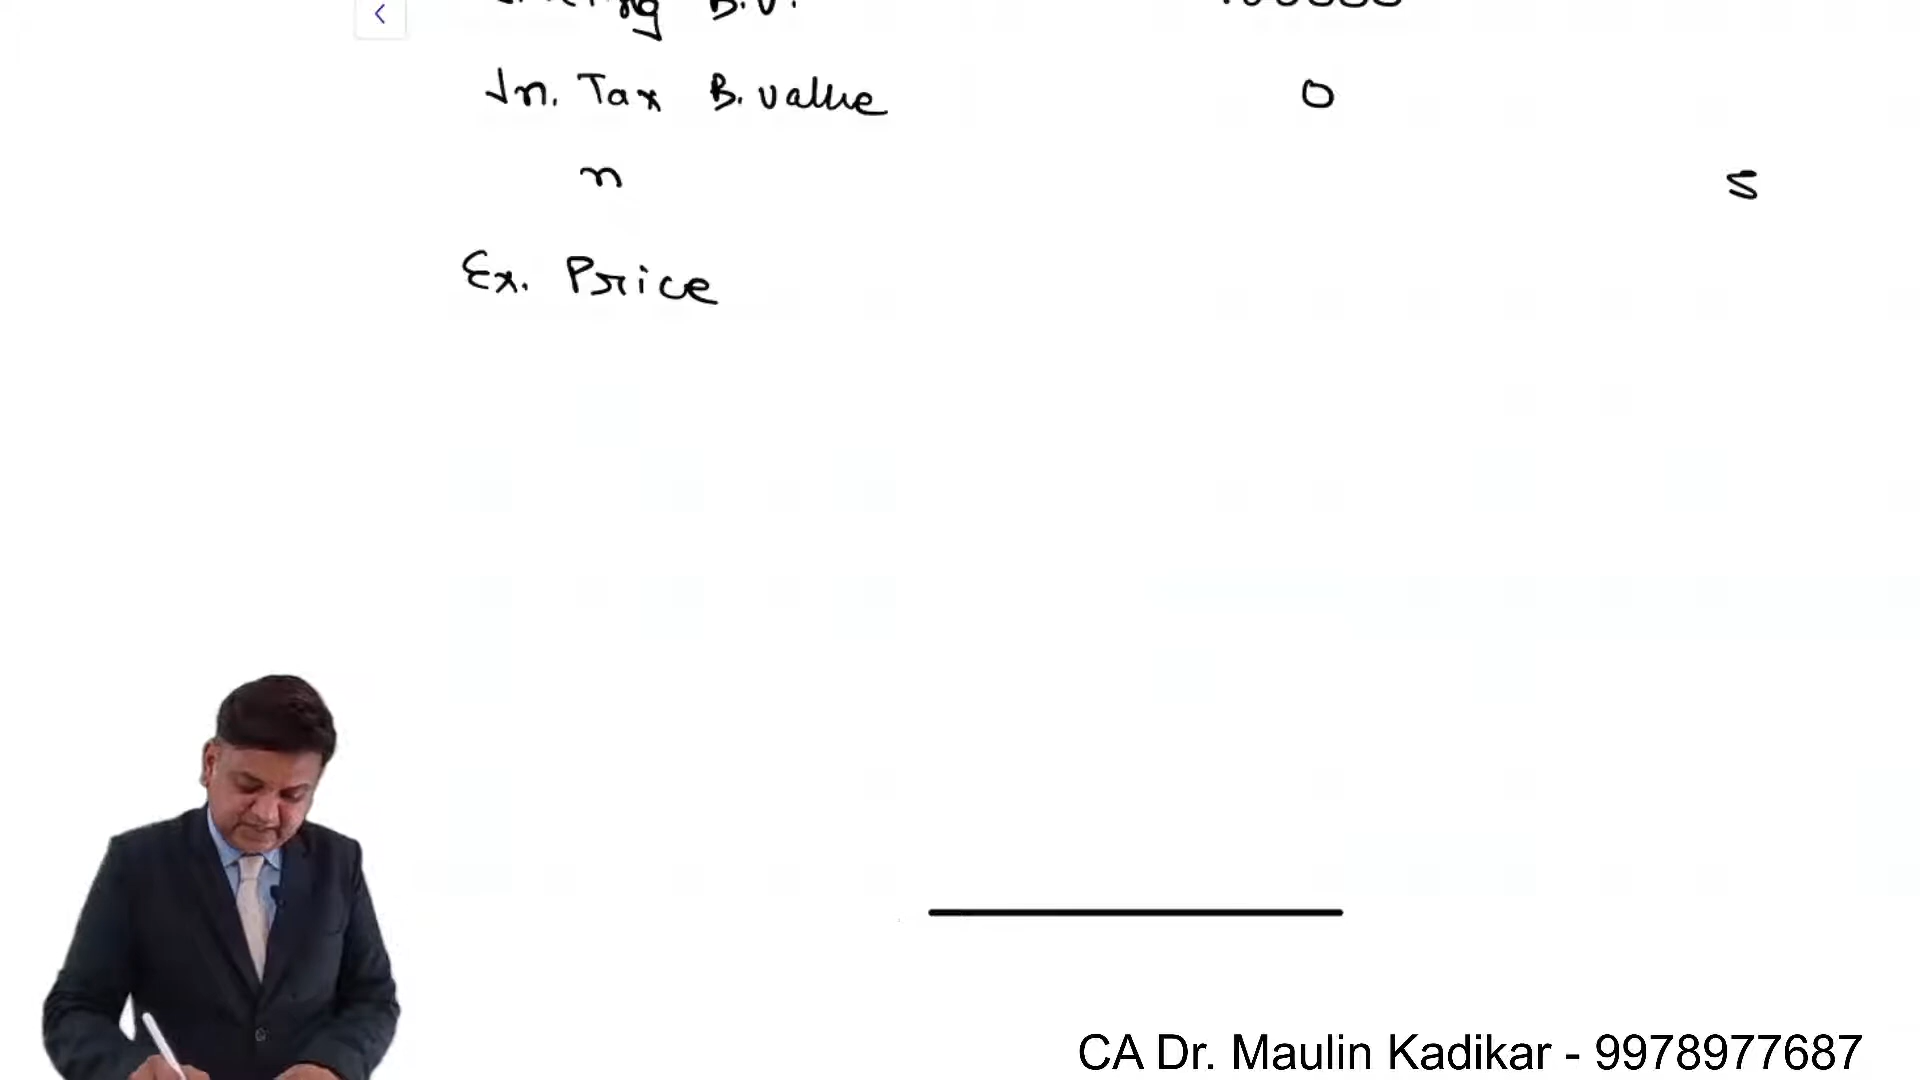 B.V.
In. Tax B. value 0
n 5
Ex. Price
CA Dr. Maulin Kadikar - 9978977687